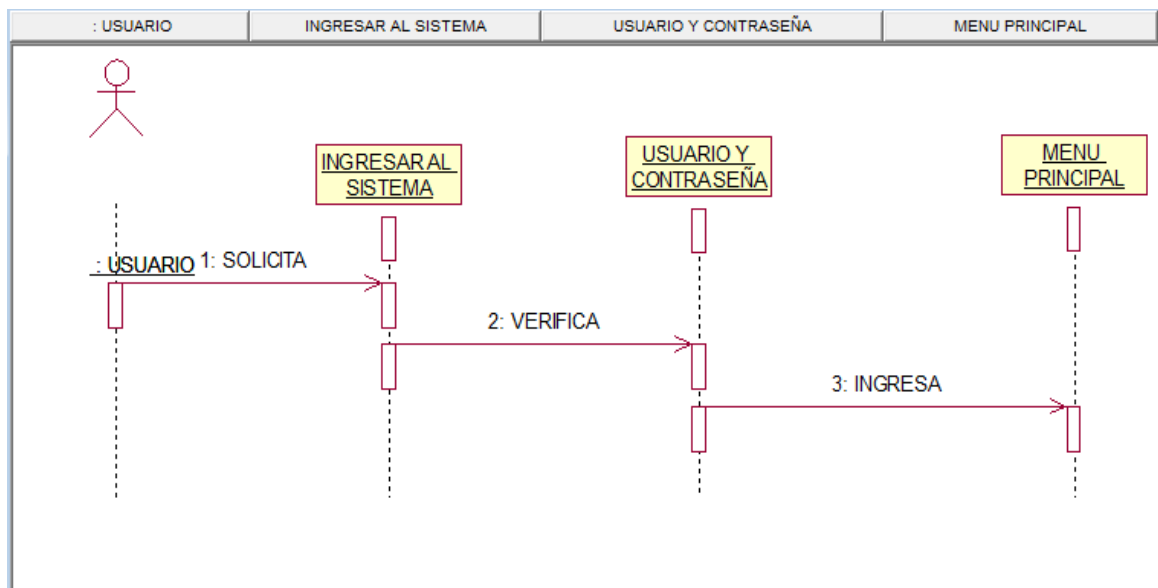 : USUARIO
INGRESAR AL SISTEMA
USUARIO Y CONTRASEÑA
MENU PRINCIPAL
INGRESAR AL
SISTEMA
USUARIO Y
CONTRASEÑA
MENU
PRINCIPAL
: USUARIO
1: SOLICITA
2: VERIFICA
3: INGRESA